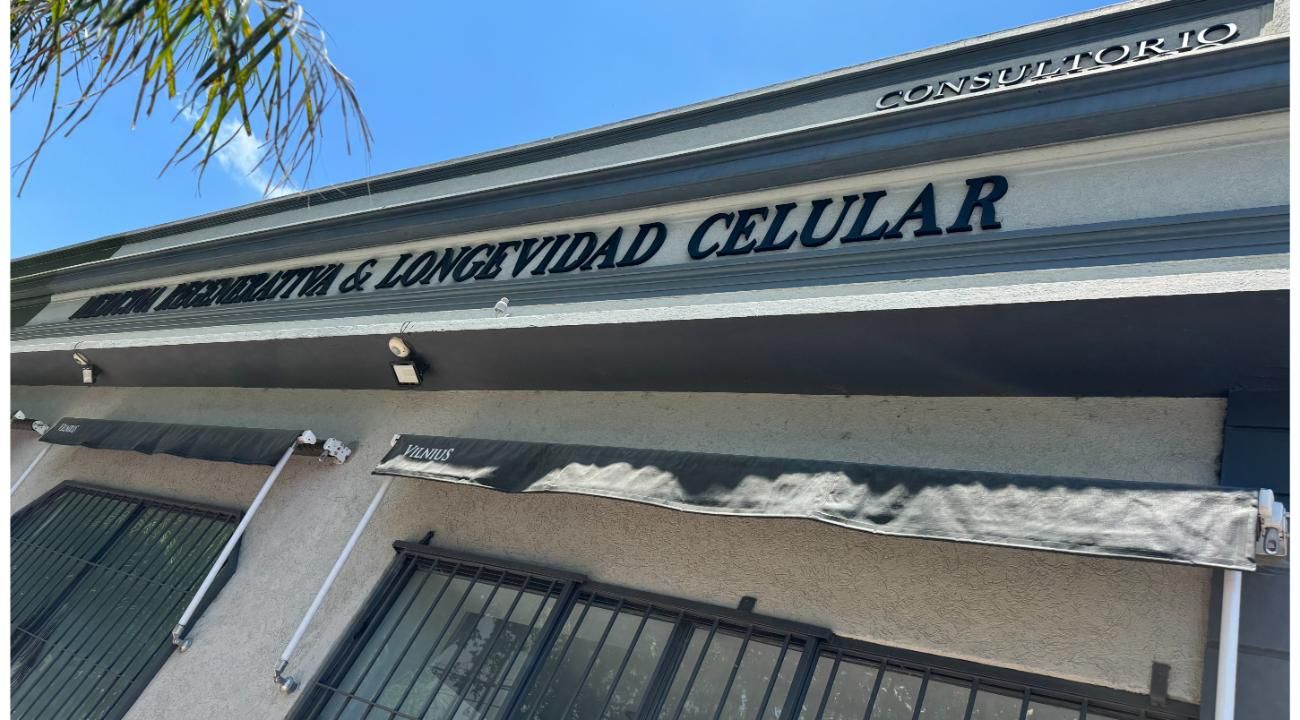 CONSULTORIO
MEDICINA REGENERATIVA & LONGEVIDAD CELULAR
VILNIUS
VILNIUS